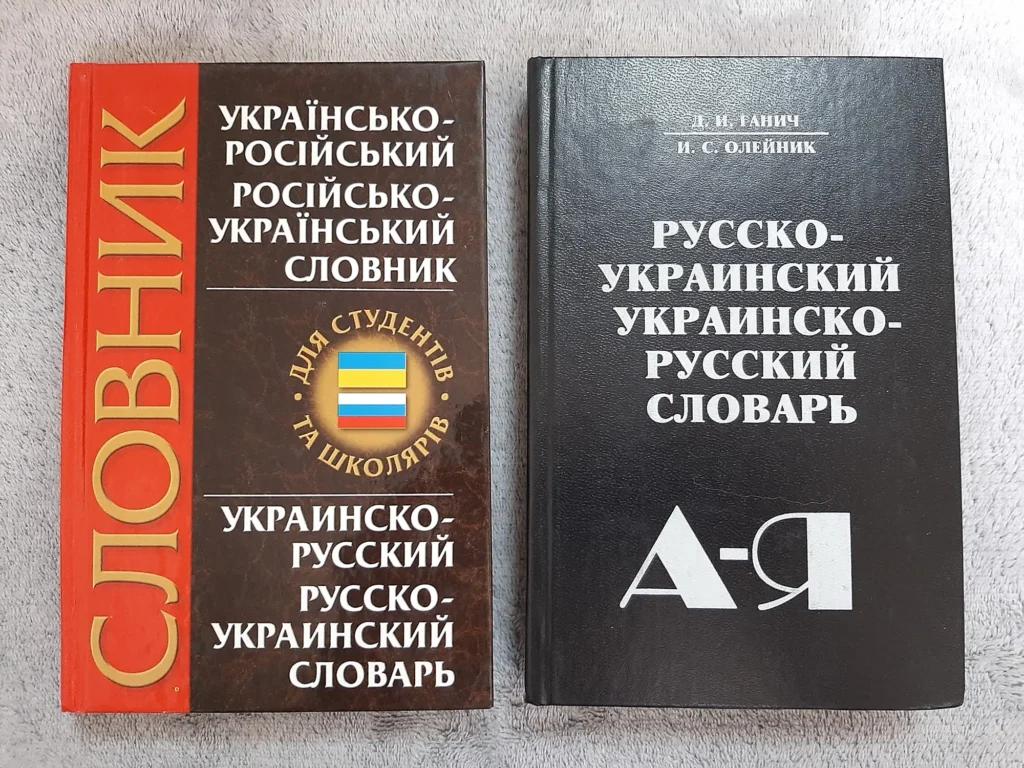 СЛОВНИК
УКРАЇНСЬКО-
РОСІЙСЬКИЙ
РОСІЙСЬКО-
УКРАЇНСЬКИЙ
СЛОВНИК
ДЛЯ СТУДЕНТІВ
ТА ШКОЛЯРІВ
УКРАИНСКО-
РУССКИЙ
РУССКО-
УКРАИНСКИЙ
СЛОВАРЬ
Д. И. ГАНИЧ
И. С. ОЛЕЙНИК
РУССКО-
УКРАИНСКИЙ
УКРАИНСКО-
РУССКИЙ
СЛОВАРЬ
А-Я